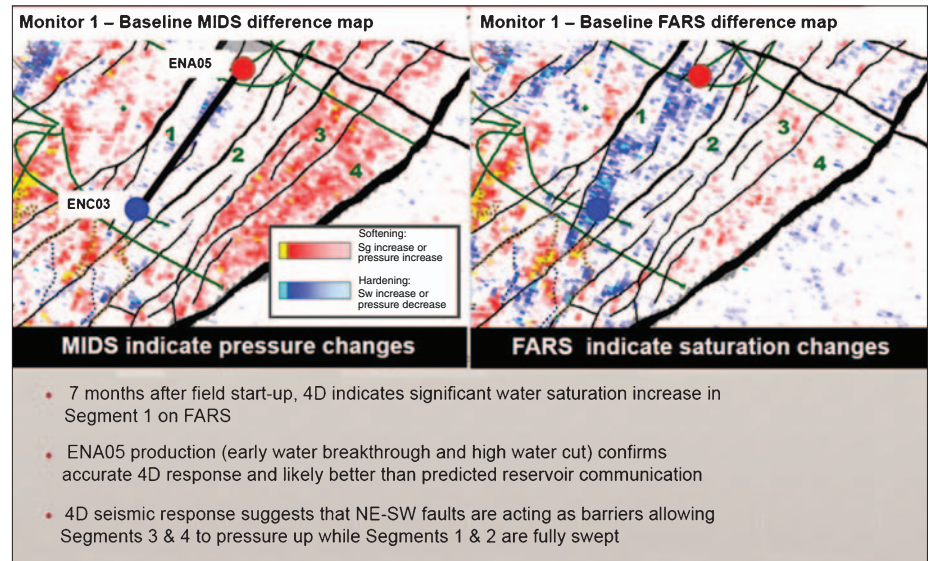 Monitor 1 – Baseline MIDS difference map
ENA05
1
2
3
4
ENC03
Softening:
Sg increase or
pressure increase
Hardening:
Sw increase or
pressure decrease
MIDS indicate pressure changes
Monitor 1 – Baseline FARS difference map
1
2
3
4
FARS indicate saturation changes
• 7 months after field start-up, 4D indicates significant water saturation increase in
Segment 1 on FARS
• ENA05 production (early water breakthrough and high water cut) confirms
accurate 4D response and likely better than predicted reservoir communication
• 4D seismic response suggests that NE-SW faults are acting as barriers allowing
Segments 3 & 4 to pressure up while Segments 1 & 2 are fully swept